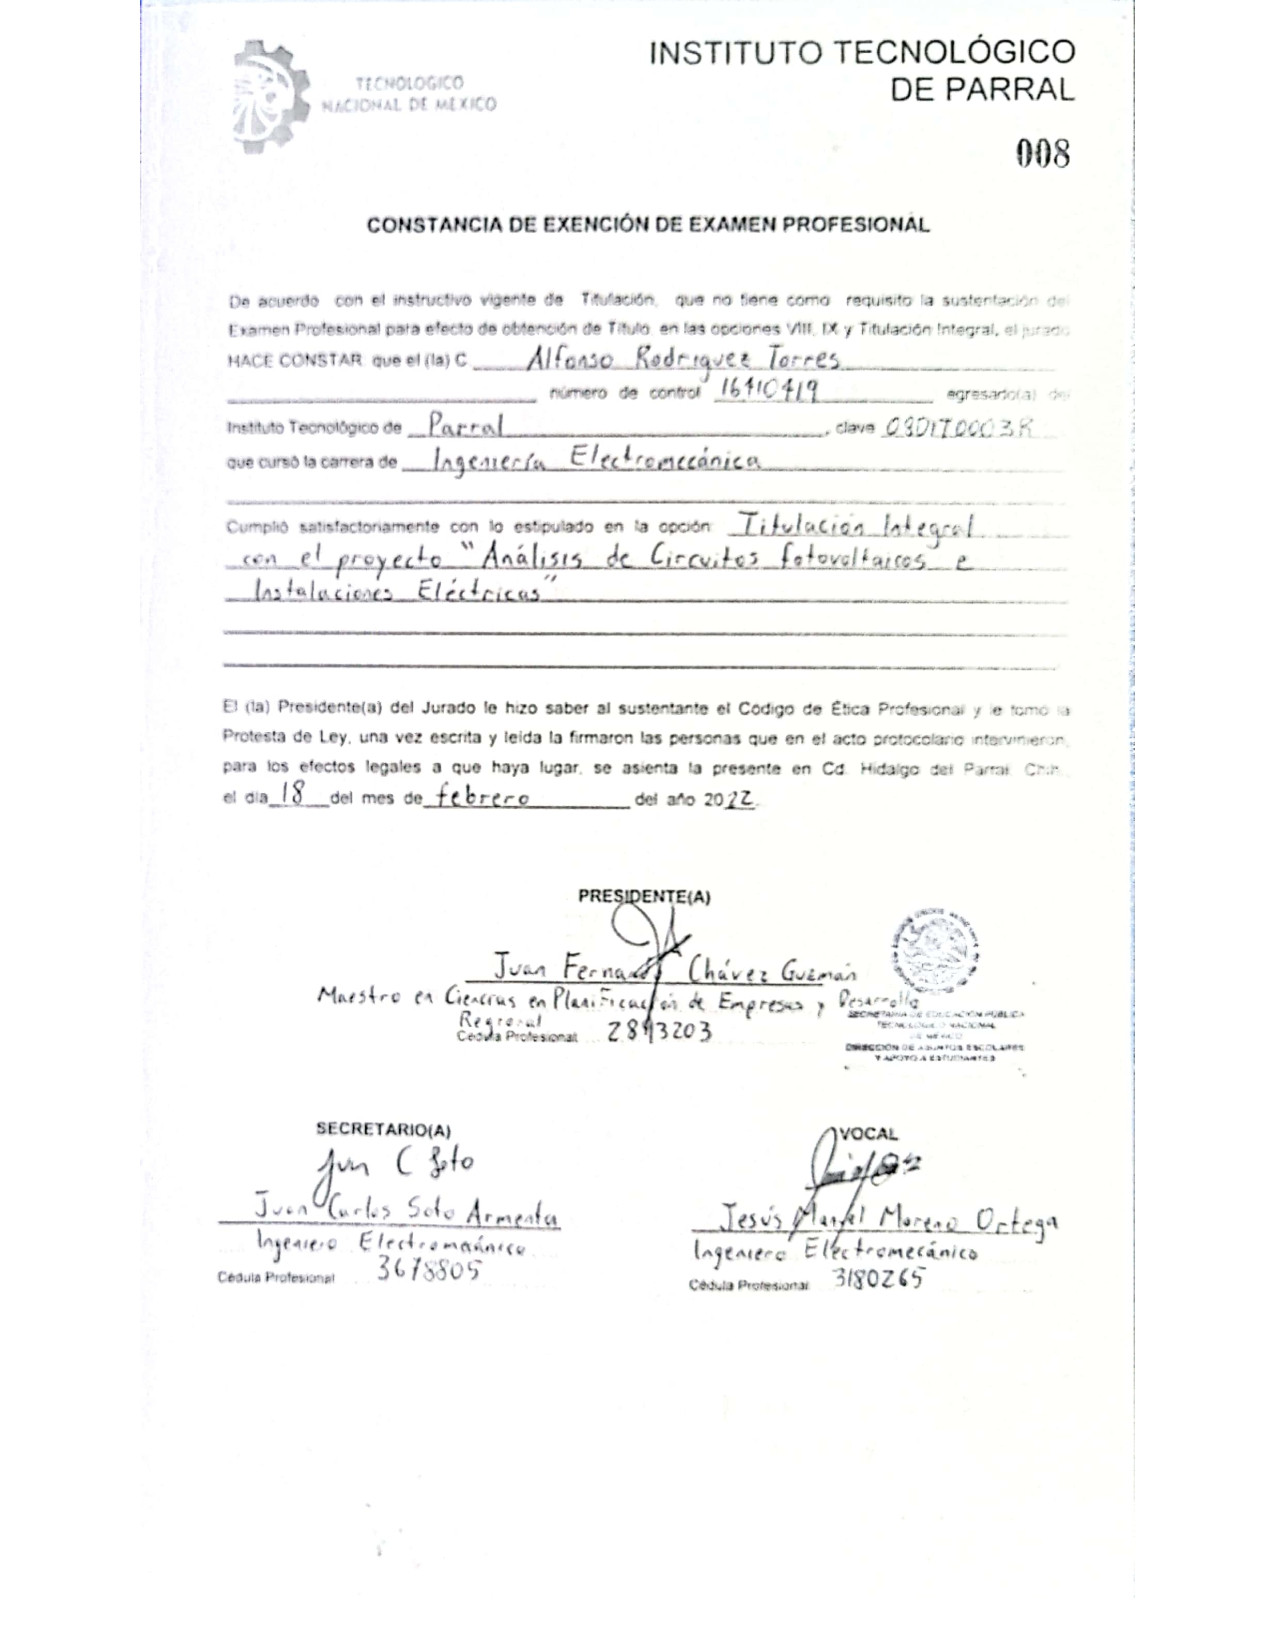 TECNOLOGICO
NACIONAL DE MEXICO
INSTITUTO TECNOLÓGICO
DE PARRAL
008
CONSTANCIA DE EXENCIÓN DE EXAMEN PROFESIONAL
De acuerdo con el instructivo vigente de Titulación, que no tiene como requisito la sustentación del
Examen Profesional para efecto de obtención de Titulo, en las opciones VIII, IX y Titulación Integral, el jurado
HACE CONSTAR que el (la) C Alfonso Rodriguez Torres
número de control 16410419 egresado(a) del
Instituto Tecnológico de Parral, clave 08DIT0003R
que cursó la carrera de Ingeniería Electromecánica
Cumplió satisfactoriamente con lo estipulado en la opción Titulación Integral
con el proyecto "Análisis de Circuitos fotovoltaicos e
Instalaciones Eléctricas"
El (la) Presidente(a) del Jurado le hizo saber al sustentante el Código de Ética Profesional y le tomo la
Protesta de Ley, una vez escrita y leida la firmaron las personas que en el acto protocolario intervinieron,
para los efectos legales a que haya lugar, se asienta la presente en Cd. Hidalgo del Parral Chih.
el día 18 del mes de febrero del año 2022.
PRESIDENTE(A)
Juan Fernando Chávez Guzmán
Maestro en Ciencias en Planificación de Empresas y Desarrollo
Regional
Cédula Profesional 2843203
SECRETARIA DE EDUCACIÓN PÚBLICA
TECNOLÓGICO NACIONAL
DE MÉXICO
DIRECCIÓN DE ASUNTOS ESCOLARES
Y APOYO A ESTUDIANTES
SECRETARIO(A)
Juan C Soto
Juan Carlos Soto Armenta
Ingeniero Electromecánico
Cédula Profesional 3678805
VOCAL
Jesús Manuel Moreno Ortega
Ingeniero Electromecánico
Cédula Profesional 3180265